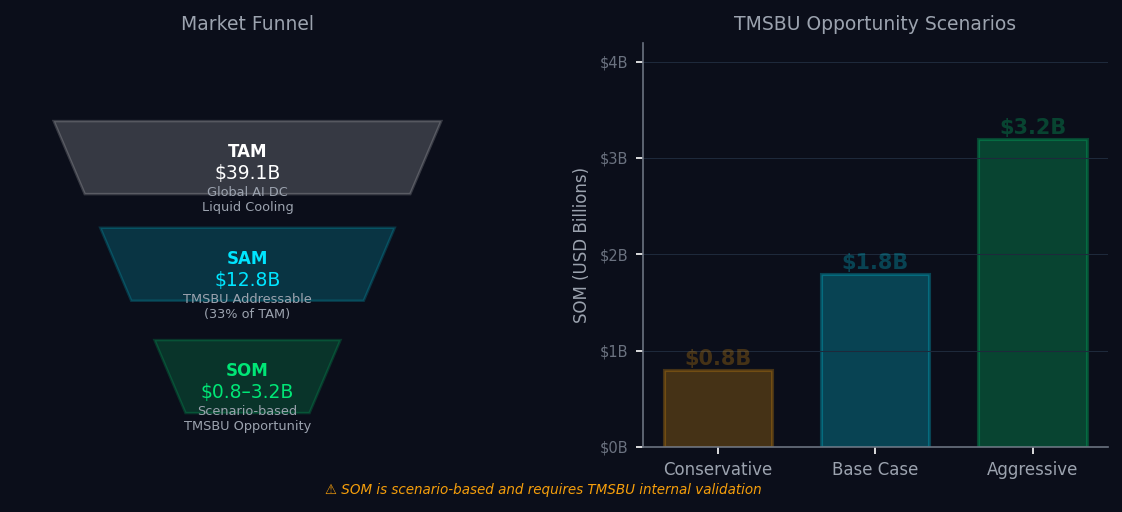 Market Funnel
TAM
$39.1B
Global AI DC
Liquid Cooling
SAM
$12.8B
TMSBU Addressable
(33% of TAM)
SOM
$0.8–3.2B
Scenario-based
TMSBU Opportunity
TMSBU Opportunity Scenarios
SOM (USD Billions)
$4B
$3B
$2B
$1B
$0B
$0.8B
$1.8B
$3.2B
Conservative
Base Case
Aggressive
⚠ SOM is scenario-based and requires TMSBU internal validation